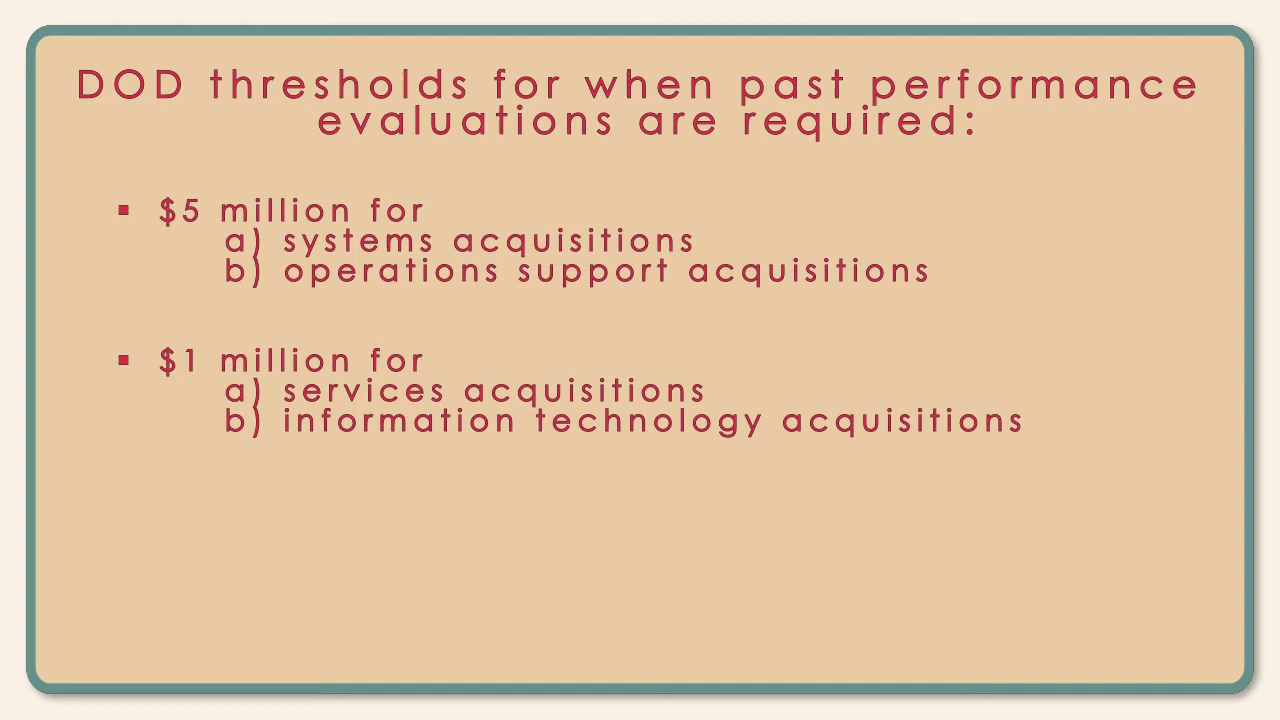 DOD thresholds for when past performance
evaluations are required:
▪ $5 million for
a) systems acquisitions
b) operations support acquisitions
▪ $1 million for
a) services acquisitions
b) information technology acquisitions